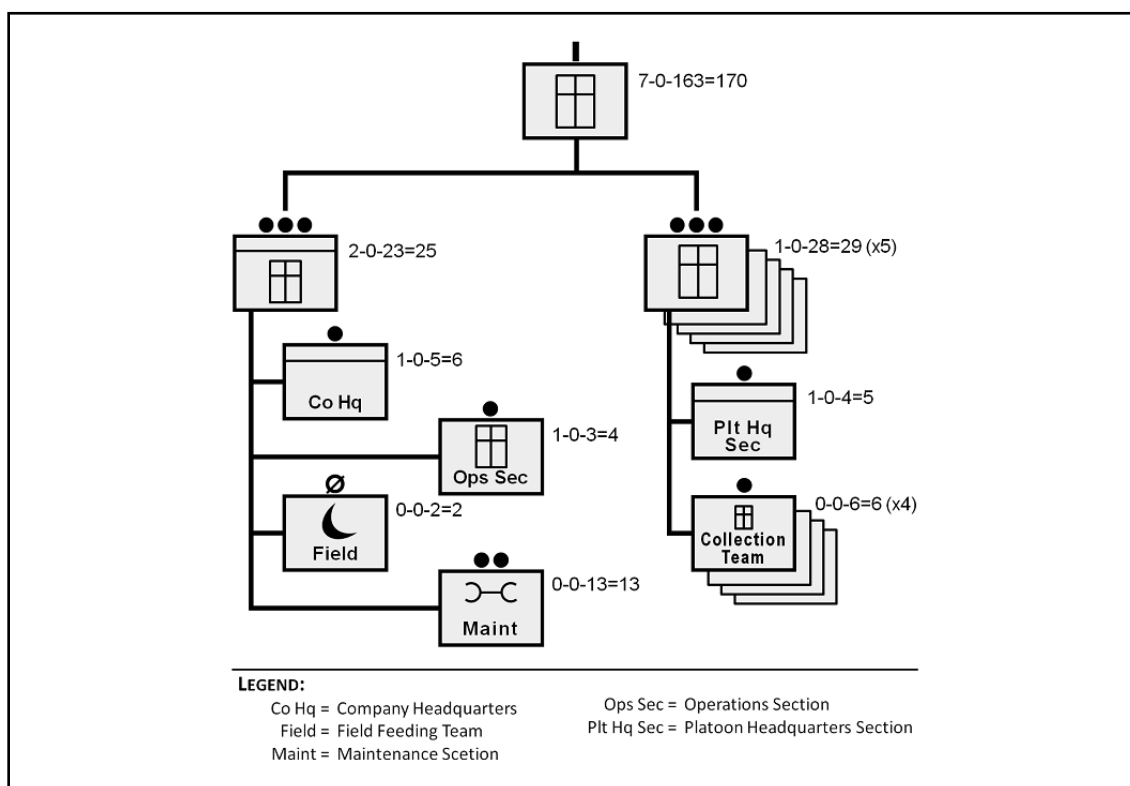 7-0-163=170
2-0-23=25
1-0-28=29 (x5)
1-0-5=6
Co Hq
1-0-4=5
Plt Hq
Sec
1-0-3=4
Ops Sec
0-0-2=2
Field
0-0-6=6 (x4)
Collection
Team
0-0-13=13
Maint
LEGEND:
Co Hq = Company Headquarters
Field = Field Feeding Team
Maint = Maintenance Scetion
Ops Sec = Operations Section
Plt Hq Sec = Platoon Headquarters Section